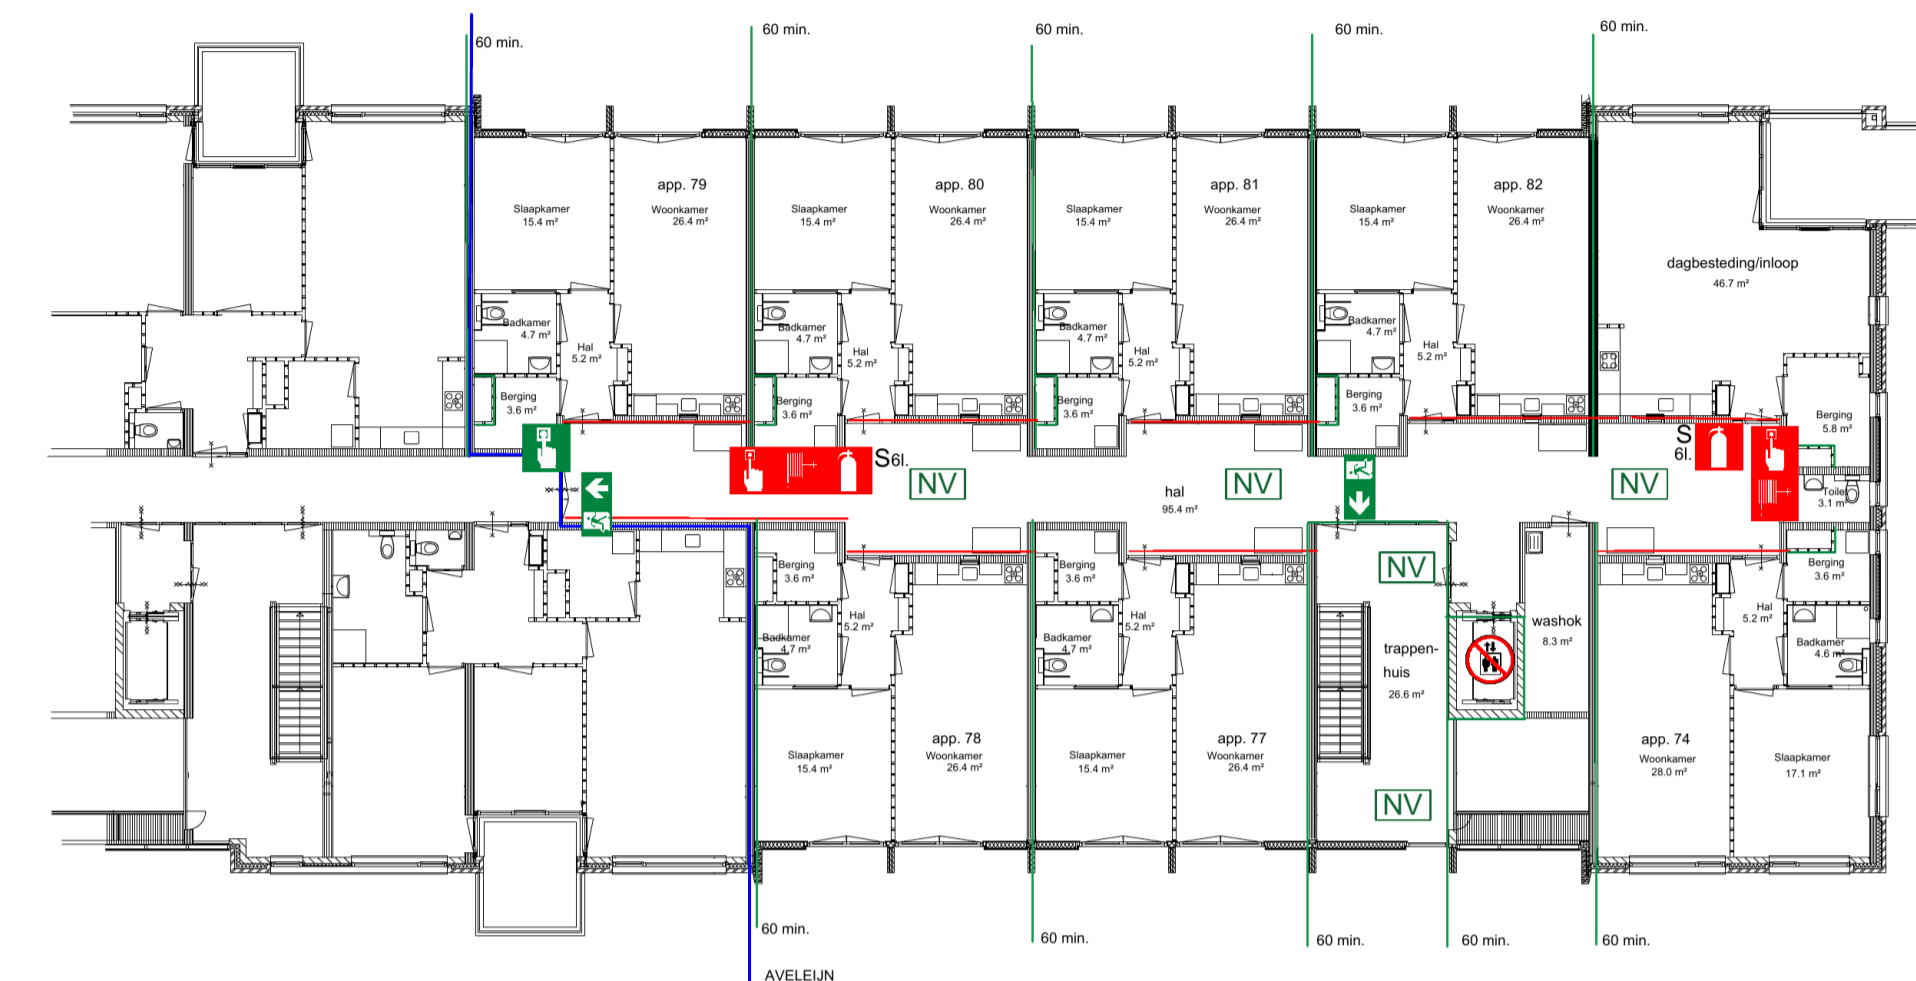 60 min.
60 min.
60 min.
60 min.
60 min.
app. 79
Slaapkamer
15.4 m²
Woonkamer
26.4 m²
app. 80
Slaapkamer
15.4 m²
Woonkamer
26.4 m²
app. 81
Slaapkamer
15.4 m²
Woonkamer
26.4 m²
app. 82
Slaapkamer
15.4 m²
Woonkamer
26.4 m²
dagbesteding/inloop
46.7 m²
Badkamer
4.7 m²
Hal
5.2 m²
Badkamer
4.7 m²
Hal
5.2 m²
Badkamer
4.7 m²
Hal
5.2 m²
Badkamer
4.7 m²
Hal
5.2 m²
Berging
3.6 m²
Berging
3.6 m²
Berging
3.6 m²
Berging
3.6 m²
Berging
5.8 m²
S6l.
NV
hal
95.4 m²
NV
NV
S
6l.
Toilet
3.1 m²
Berging
3.6 m²
Berging
3.6 m²
NV
Berging
3.6 m²
Hal
5.2 m²
Hal
5.2 m²
Hal
5.2 m²
Badkamer
4.7 m²
Badkamer
4.7 m²
trappen-
huis
26.6 m²
washok
8.3 m²
Badkamer
4.6 m²
app. 78
Slaapkamer
15.4 m²
Woonkamer
26.4 m²
app. 77
Slaapkamer
15.4 m²
Woonkamer
26.4 m²
NV
app. 74
Woonkamer
28.0 m²
Slaapkamer
17.1 m²
60 min.
60 min.
60 min.
60 min.
60 min.
AVELEIJN